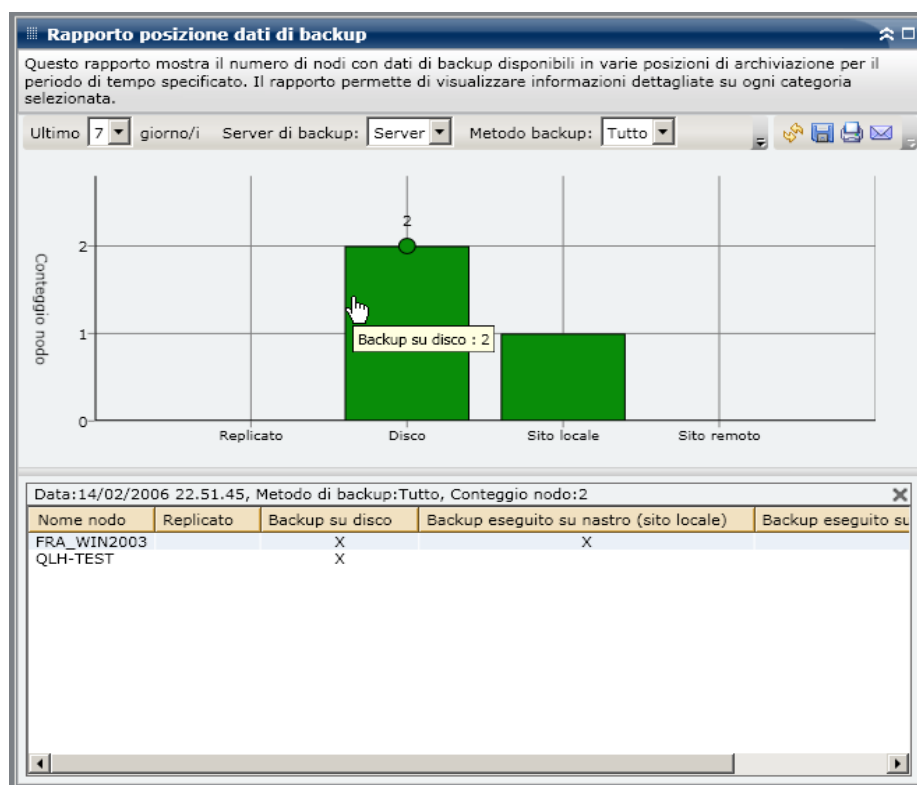 Rapporto posizione dati di backup
Questo rapporto mostra il numero di nodi con dati di backup disponibili in varie posizioni di archiviazione per il
periodo di tempo specificato. Il rapporto permette di visualizzare informazioni dettagliate su ogni categoria
selezionata.
Ultimo 7 giorno/i Server di backup: Server Metodo backup: Tutto
2
2
Conteggio nodo
Backup su disco : 2
1
0
Replicato Disco Sito locale Sito remoto
Data:14/02/2006 22.51.45, Metodo di backup:Tutto, Conteggio nodo:2
Nome nodo Replicato Backup su disco Backup eseguito su nastro (sito locale) Backup eseguito su
FRA_WIN2003 X X
QLH-TEST X